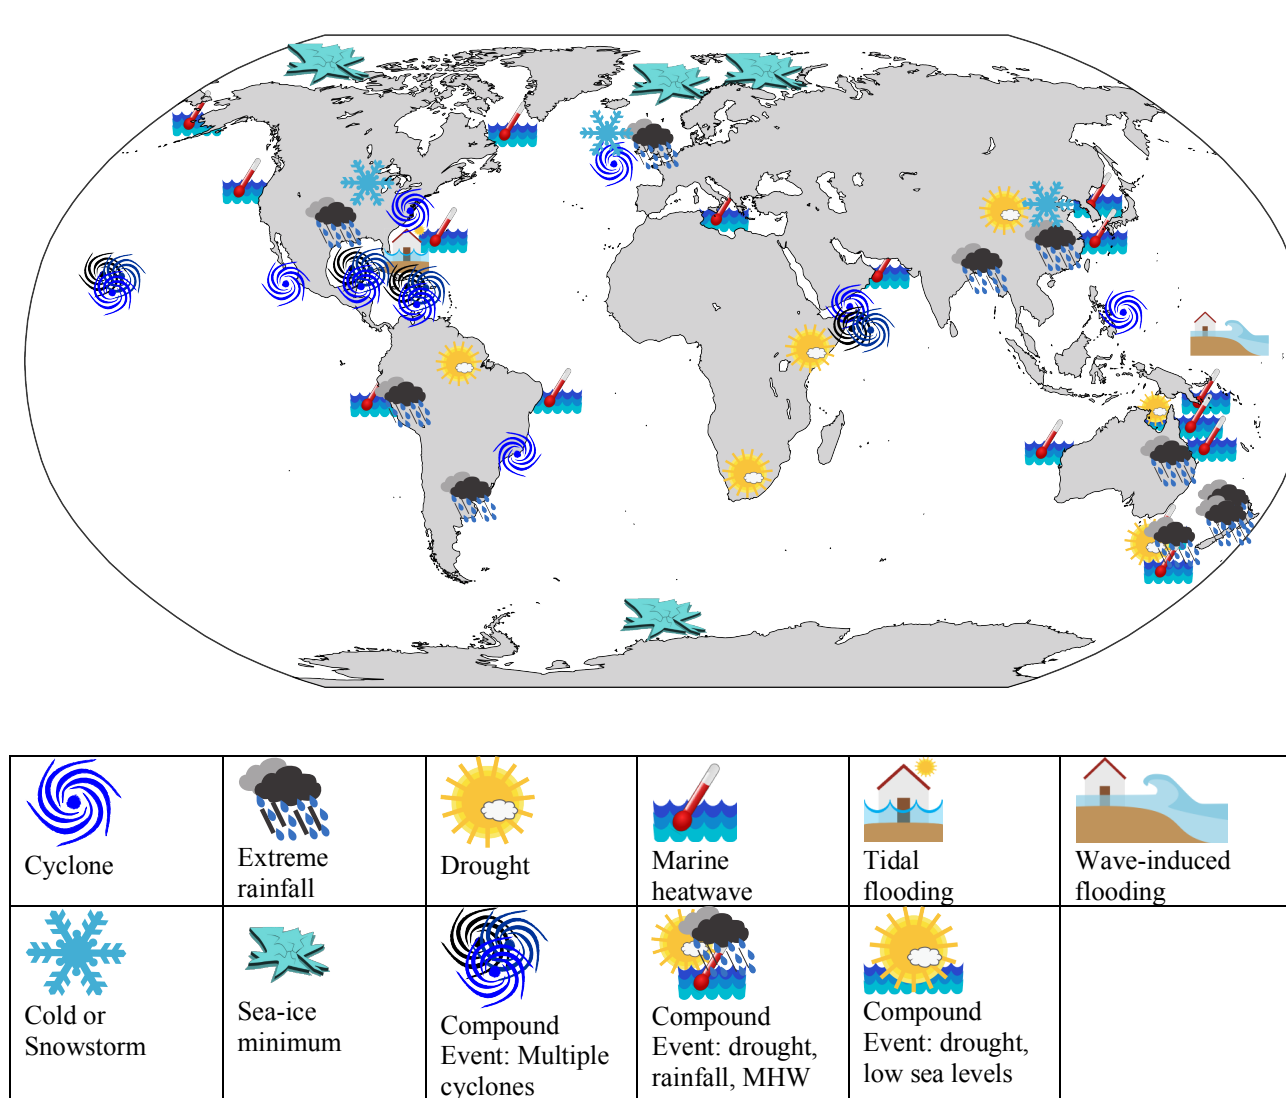 Cyclone
Extreme
rainfall
Drought
Marine
heatwave
Tidal
flooding
Wave-induced
flooding
Cold or
Snowstorm
Sea-ice
minimum
Compound
Event: Multiple
cyclones
Compound
Event: drought,
rainfall, MHW
Compound
Event: drought,
low sea levels